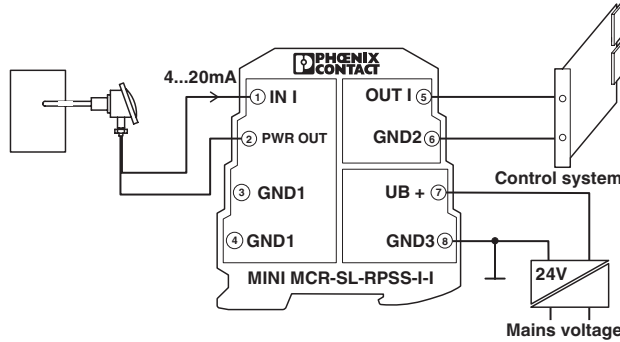 PHŒNIX
CONTACT
4...20mA
1 IN I
OUT I 5
2 PWR OUT
GND2 6
3 GND1
Control system
UB + 7
4 GND1
GND3 8
MINI MCR-SL-RPSS-I-I
24V
Mains voltage